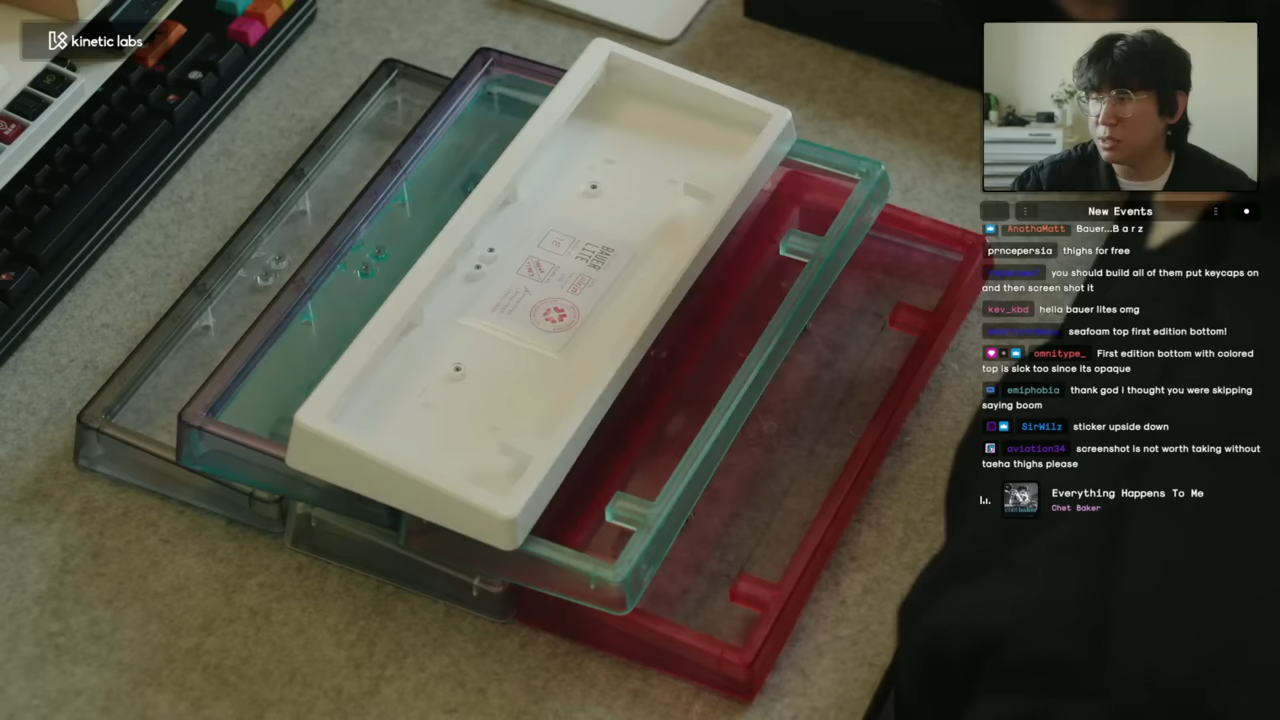 kinetic labs
BAUER
LITE
New Events
AnathaMatt Bauer...B a r z
prncepersia thighs for free
you should build all of them put keycaps on
and then screen shot it
kev_kbd hella bauer lites omg
seafoam top first edition bottom!
omnitype_ First edition bottom with colored
top is sick too since its opaque
emiphobia thank god i thought you were skipping
saying boom
SirWilz sticker upside down
aviation34 screenshot is not worth taking without
taeha thighs please
Everything Happens To Me
Chet Baker